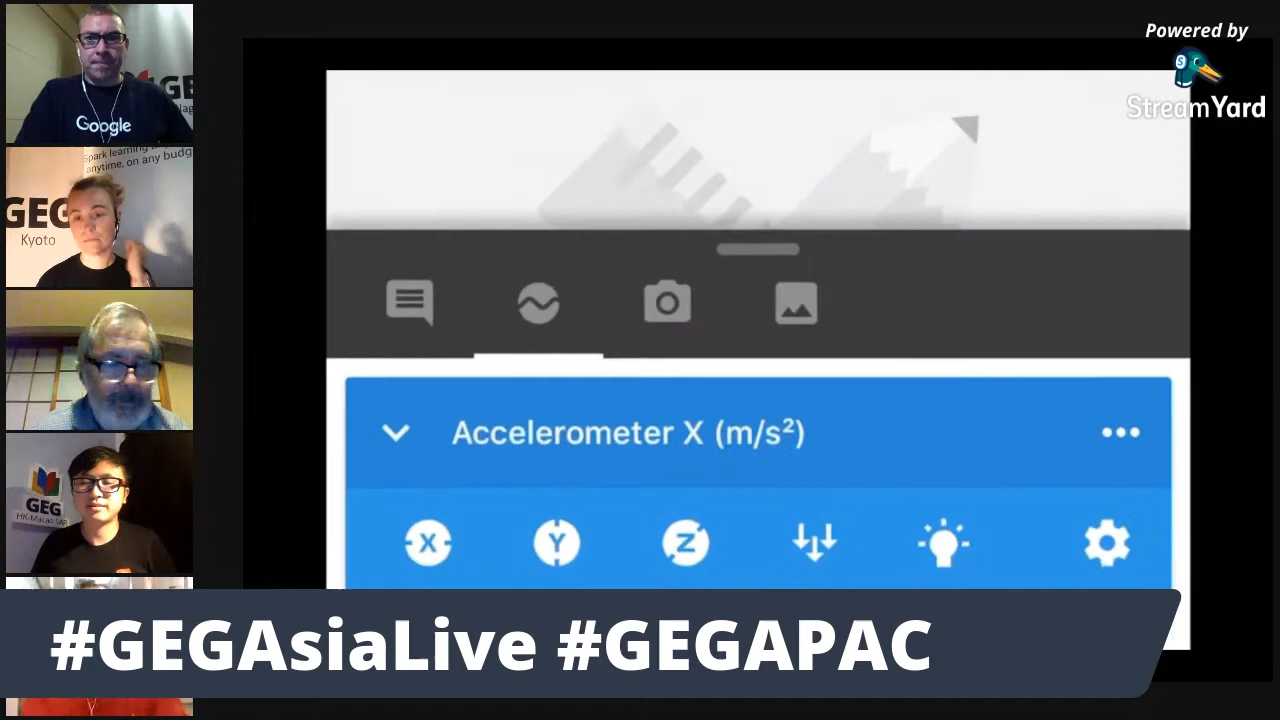 Powered by
StreamYard
GEG
Google
Spark learning
anytime, on any budg
GEG
Kyoto
GEG
HK-Macao SAR
Accelerometer X (m/s²)
X
Y
Z
#GEGAsiaLive #GEGAPAC